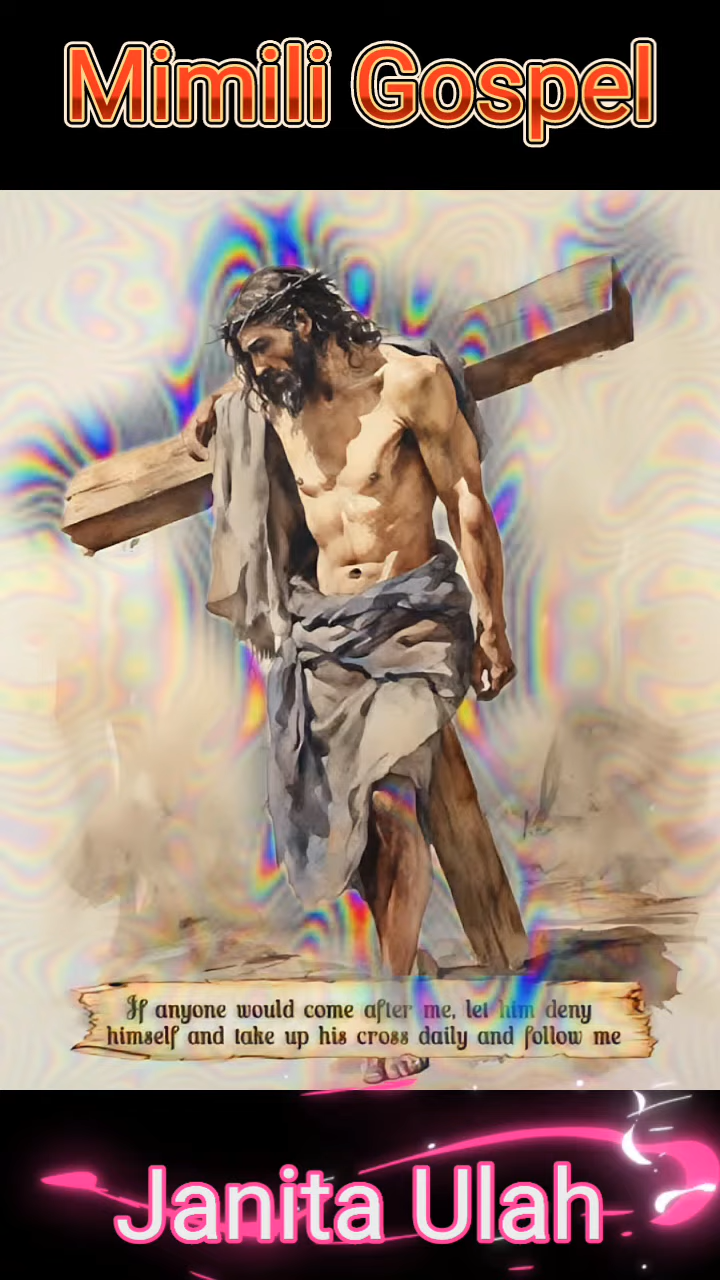 Mimili Gospel
If anyone would come after me, let him deny
himself and take up his cross daily and follow me
Janita Ulah